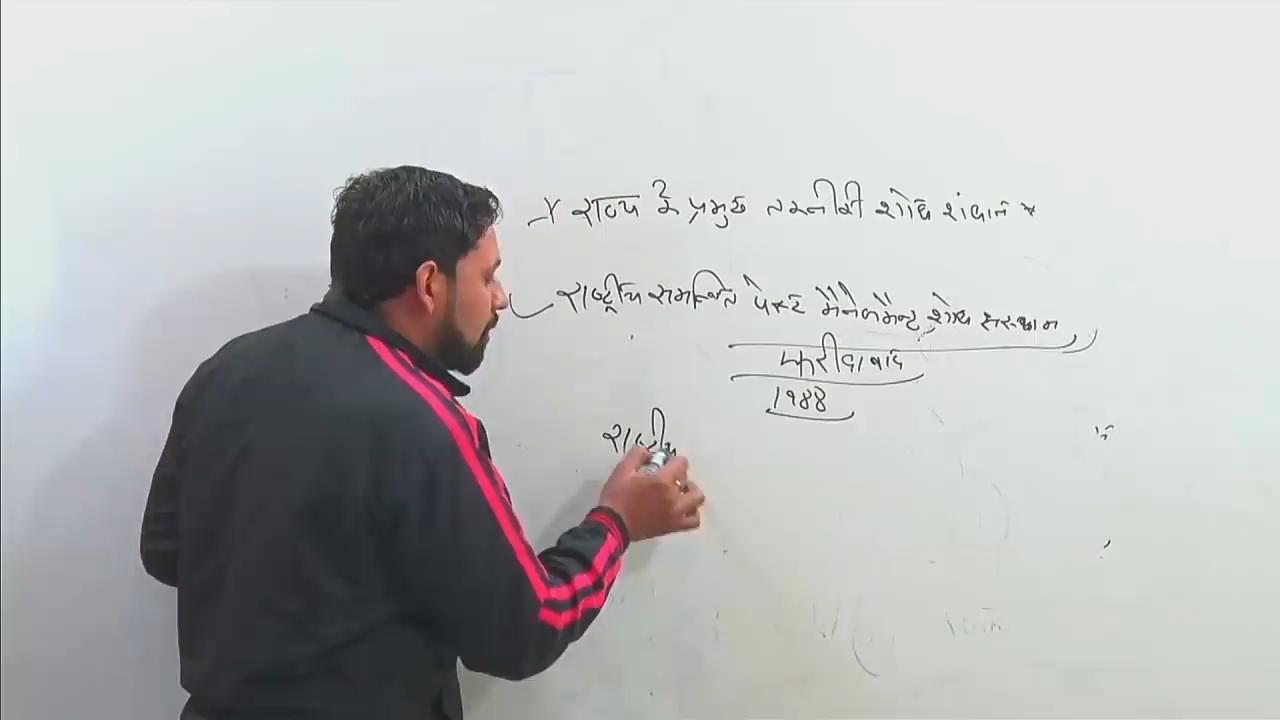 राज्य के प्रमुख तकनीकी शोध संस्थान *
राष्ट्रीय समन्वित पेस्ट मैनेजमैन्ट शोध संस्थान
फरीदाबाद
1988
राष्ट्रीय